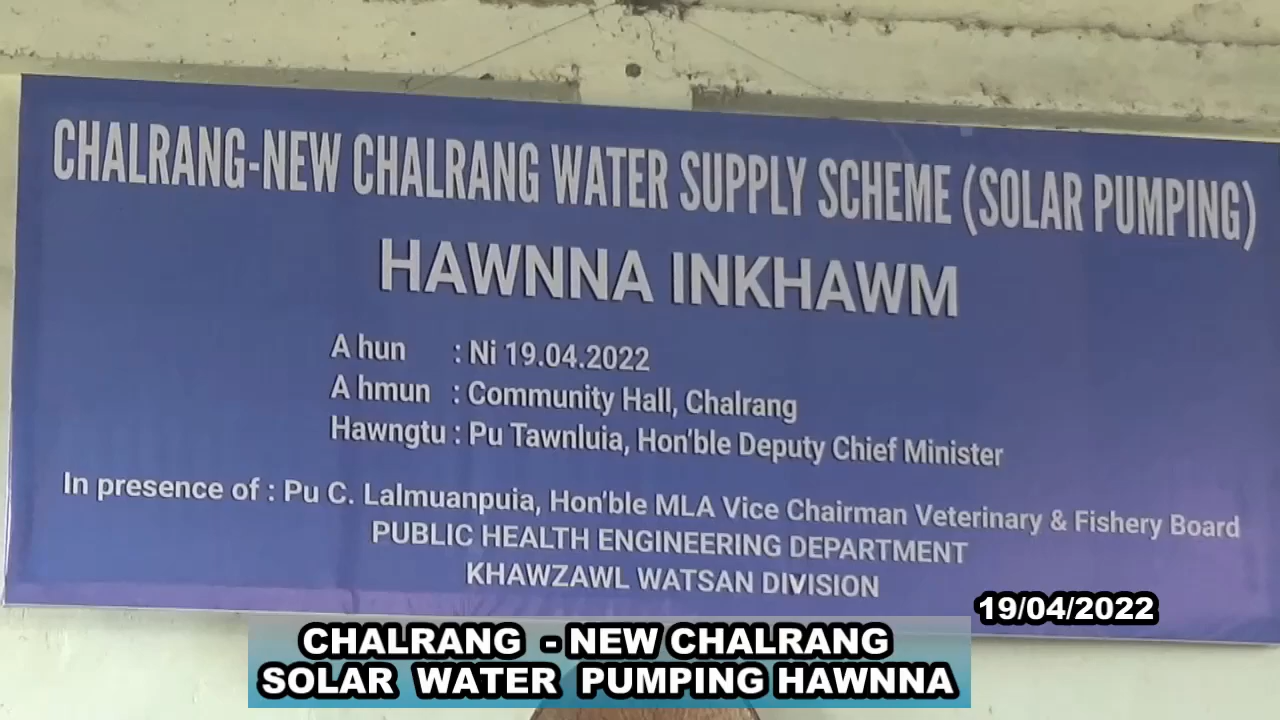 CHALRANG-NEW CHALRANG WATER SUPPLY SCHEME (SOLAR PUMPING)
HAWNNA INKHAWM
A hun : Ni 19.04.2022
A hmun : Community Hall, Chalrang
Hawngtu : Pu Tawnluia, Hon'ble Deputy Chief Minister
In presence of : Pu C. Lalmuanpuia, Hon'ble MLA Vice Chairman Veterinary & Fishery Board
PUBLIC HEALTH ENGINEERING DEPARTMENT
KHAWZAWL WATSAN DIVISION
19/04/2022
CHALRANG - NEW CHALRANG
SOLAR WATER PUMPING HAWNNA